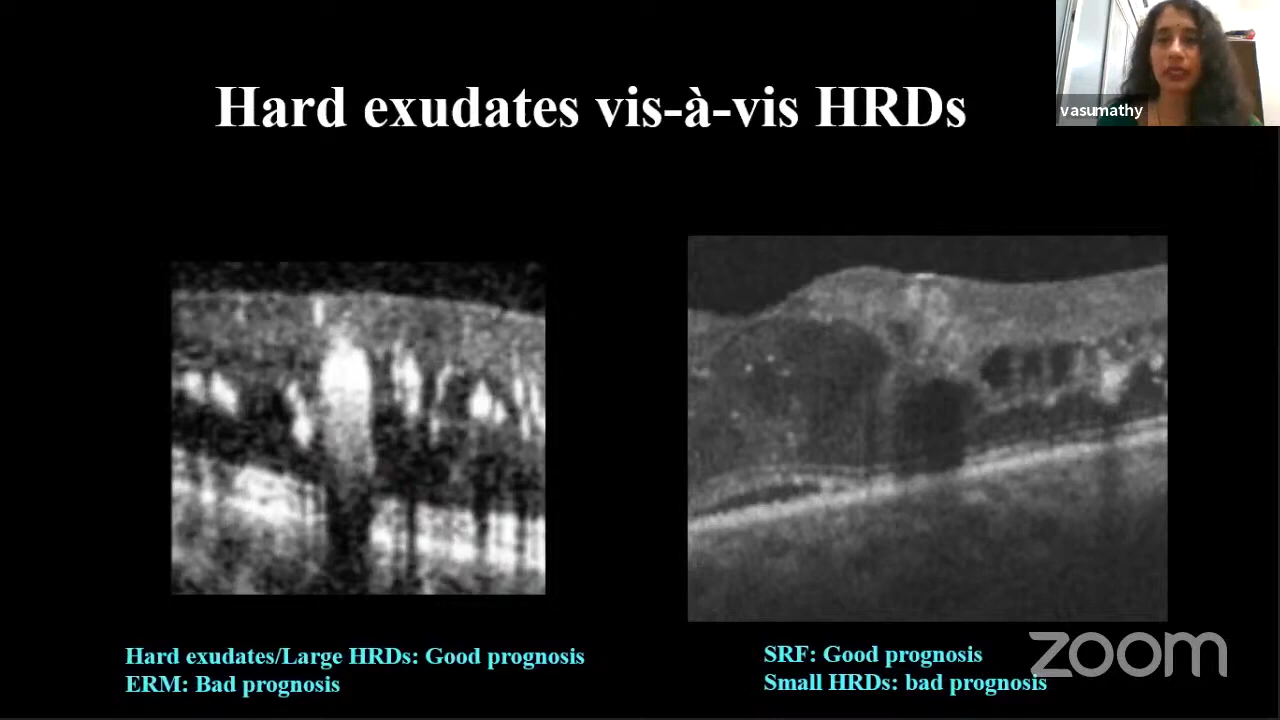 Hard exudates vis-à-vis HRDs
vasumathy
Hard exudates/Large HRDs: Good prognosis
ERM: Bad prognosis
SRF: Good prognosis
Small HRDs: bad prognosis
zoom